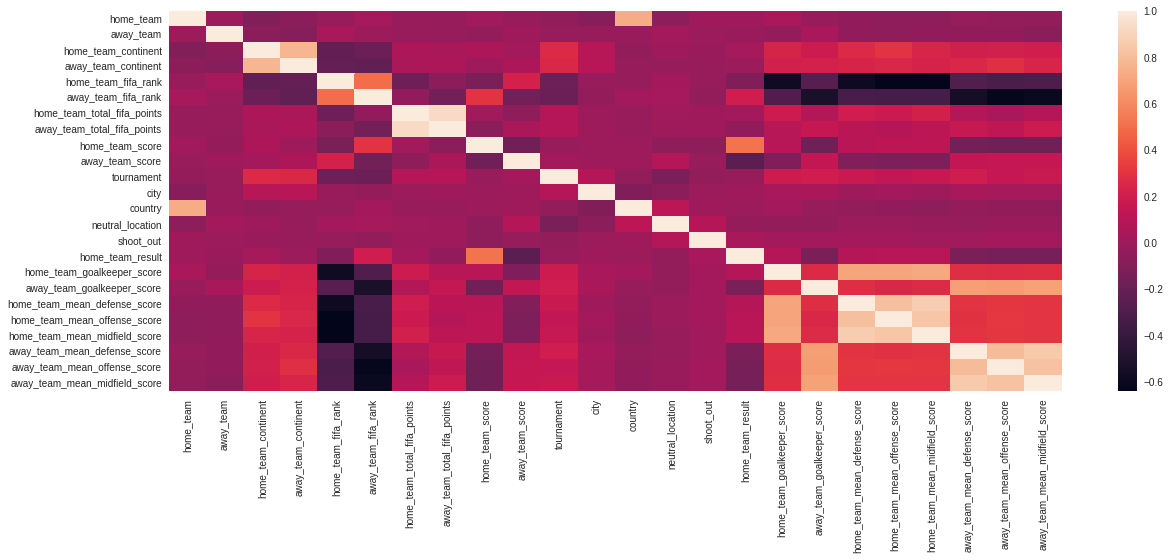 home_team
away_team
home_team_continent
away_team_continent
home_team_fifa_rank
away_team_fifa_rank
home_team_total_fifa_points
away_team_total_fifa_points
home_team_score
away_team_score
tournament
city
country
neutral_location
shoot_out
home_team_result
home_team_goalkeeper_score
away_team_goalkeeper_score
home_team_mean_defense_score
home_team_mean_offense_score
home_team_mean_midfield_score
away_team_mean_defense_score
away_team_mean_offense_score
away_team_mean_midfield_score
home_team
away_team
home_team_continent
away_team_continent
home_team_fifa_rank
away_team_fifa_rank
home_team_total_fifa_points
away_team_total_fifa_points
home_team_score
away_team_score
tournament
city
country
neutral_location
shoot_out
home_team_result
home_team_goalkeeper_score
away_team_goalkeeper_score
home_team_mean_defense_score
home_team_mean_offense_score
home_team_mean_midfield_score
away_team_mean_defense_score
away_team_mean_offense_score
away_team_mean_midfield_score
1.0
0.8
0.6
0.4
0.2
0.0
−0.2
−0.4
−0.6